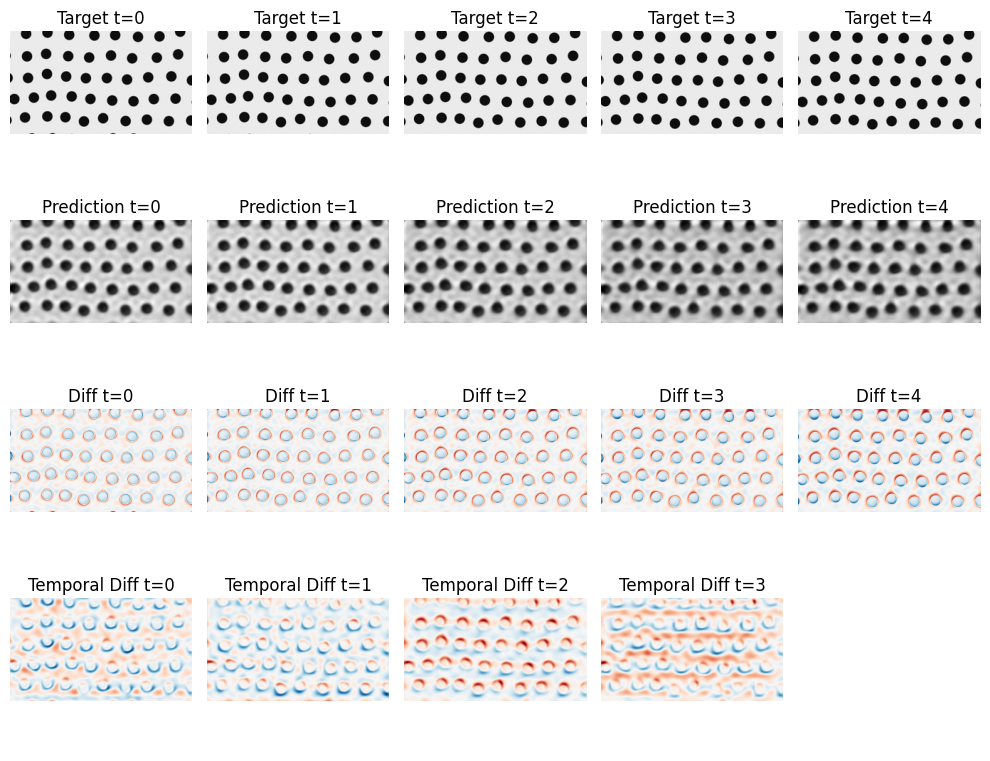 Target t=0 Target t=1 Target t=2 Target t=3 Target t=4
Prediction t=0 Prediction t=1 Prediction t=2 Prediction t=3 Prediction t=4
Diff t=0 Diff t=1 Diff t=2 Diff t=3 Diff t=4
Temporal Diff t=0 Temporal Diff t=1 Temporal Diff t=2 Temporal Diff t=3